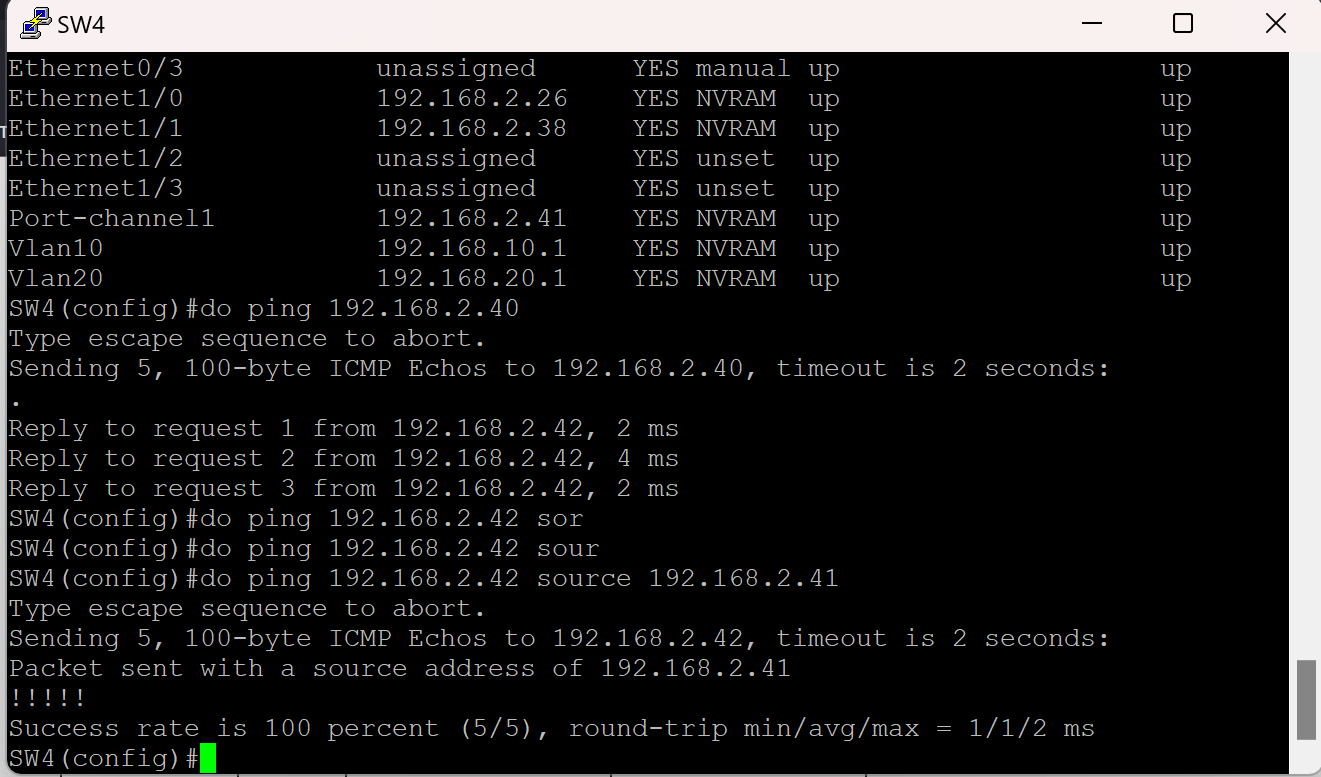 SW4
Ethernet0/3 unassigned YES manual up up
Ethernet1/0 192.168.2.26 YES NVRAM up up
Ethernet1/1 192.168.2.38 YES NVRAM up up
Ethernet1/2 unassigned YES unset up up
Ethernet1/3 unassigned YES unset up up
Port-channel1 192.168.2.41 YES NVRAM up up
Vlan10 192.168.10.1 YES NVRAM up up
Vlan20 192.168.20.1 YES NVRAM up up
SW4(config)#do ping 192.168.2.40
Type escape sequence to abort.
Sending 5, 100-byte ICMP Echos to 192.168.2.40, timeout is 2 seconds:
.
Reply to request 1 from 192.168.2.42, 2 ms
Reply to request 2 from 192.168.2.42, 4 ms
Reply to request 3 from 192.168.2.42, 2 ms
SW4(config)#do ping 192.168.2.42 sor
SW4(config)#do ping 192.168.2.42 sour
SW4(config)#do ping 192.168.2.42 source 192.168.2.41
Type escape sequence to abort.
Sending 5, 100-byte ICMP Echos to 192.168.2.42, timeout is 2 seconds:
Packet sent with a source address of 192.168.2.41
!!!!!
Success rate is 100 percent (5/5), round-trip min/avg/max = 1/1/2 ms
SW4(config)#